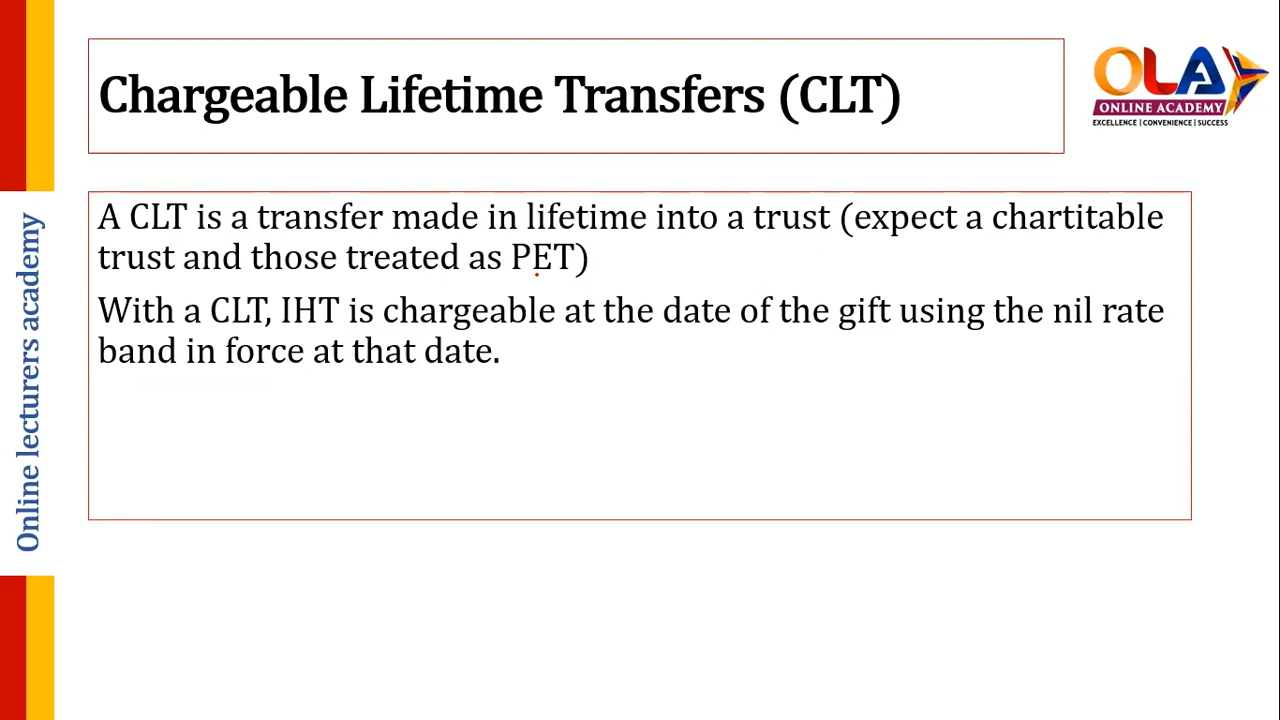 Chargeable Lifetime Transfers (CLT)
OLA
ONLINE ACADEMY
EXCELLENCE | CONVENIENCE | SUCCESS
A CLT is a transfer made in lifetime into a trust (expect a chartitable
trust and those treated as PET)
With a CLT, IHT is chargeable at the date of the gift using the nil rate
band in force at that date.
Online lecturers academy